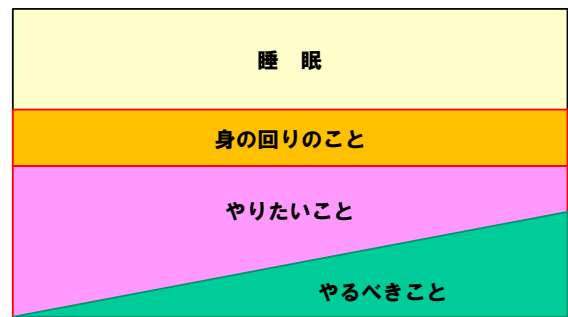 睡　眠
身の回りのこと
やりたいこと
やるべきこと